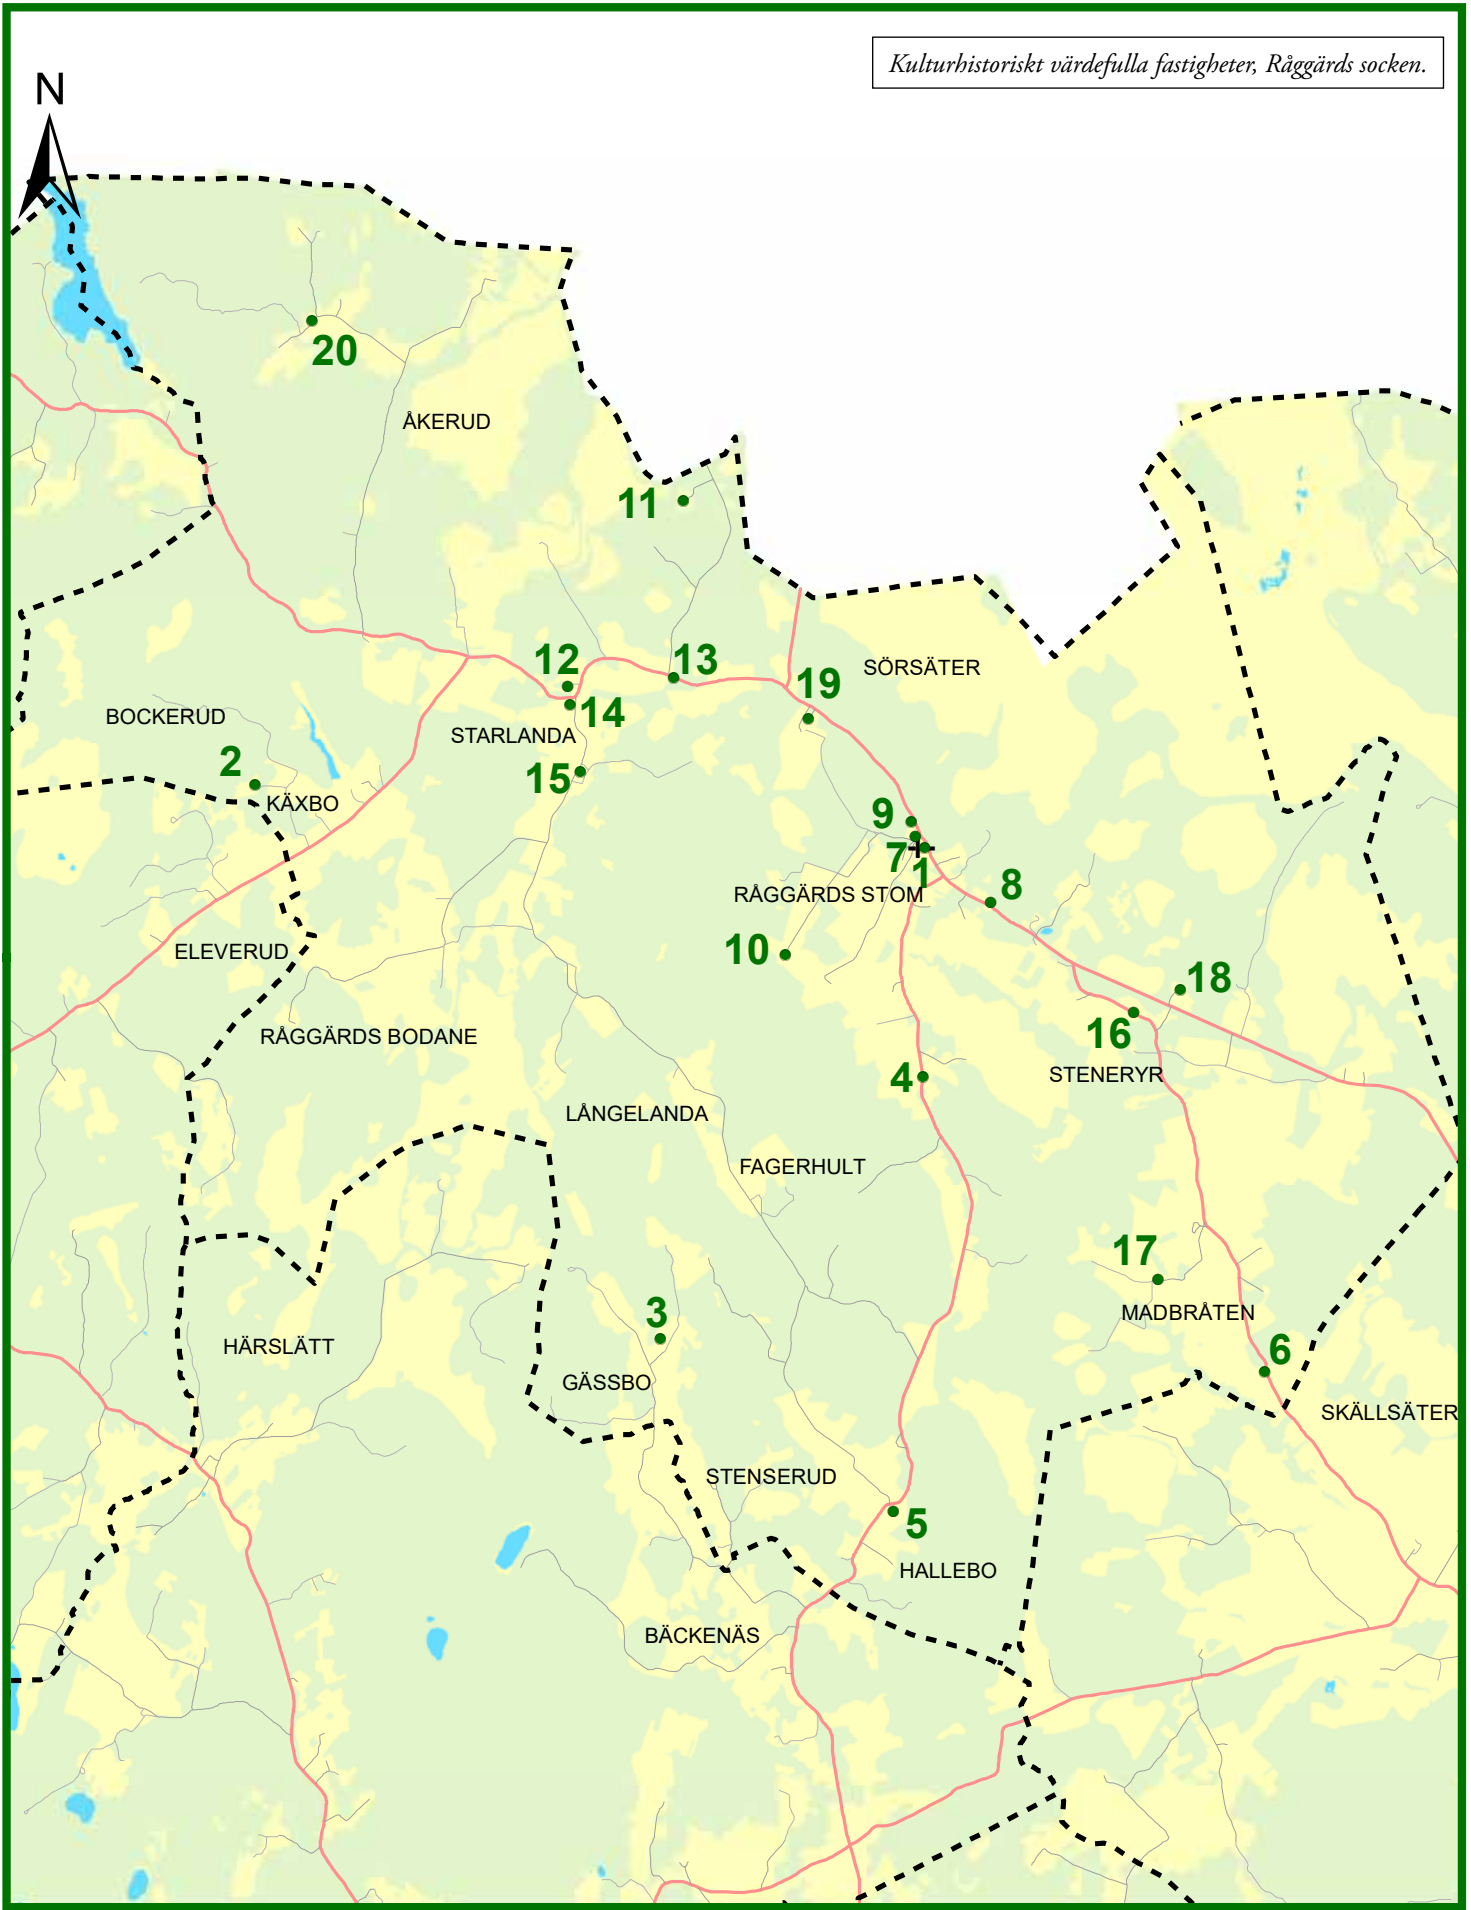 Kulturhistoriskt värdefulla fastigheter, Råggärds socken.
N
20
ÅKERUD
11
12
13
SÖRSÄTER
19
14
BOCKERUD
STARLANDA
2
15
KÄXBO
9
7
1
8
RÅGGÄRDS STOM
10
ELEVERUD
18
16
RÅGGÄRDS BODANE
4
STENERYR
LÅNGELANDA
FAGERHULT
17
3
MADBRÅTEN
HÄRSLÄTT
6
GÄSSBO
SKÄLLSÄTER
STENSERUD
5
HALLEBO
BÄCKENÄS